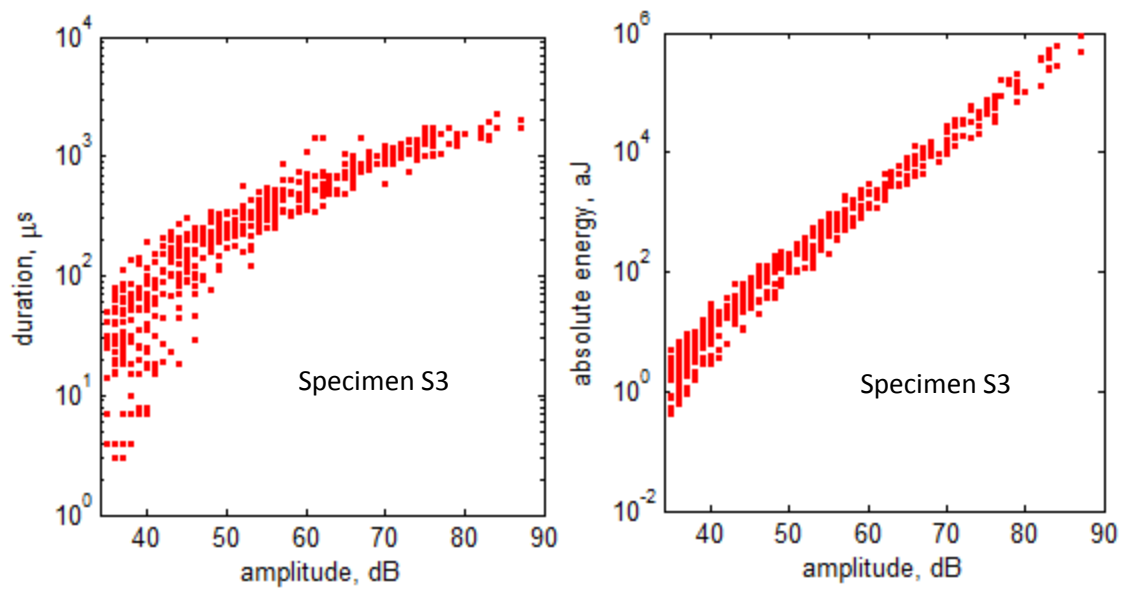 10^4
10^3
10^2
10^1
10^0
duration, μs
40 50 60 70 80 90
amplitude, dB
Specimen S3
10^6
10^4
10^2
10^0
10^-2
absolute energy, aJ
40 50 60 70 80 90
amplitude, dB
Specimen S3